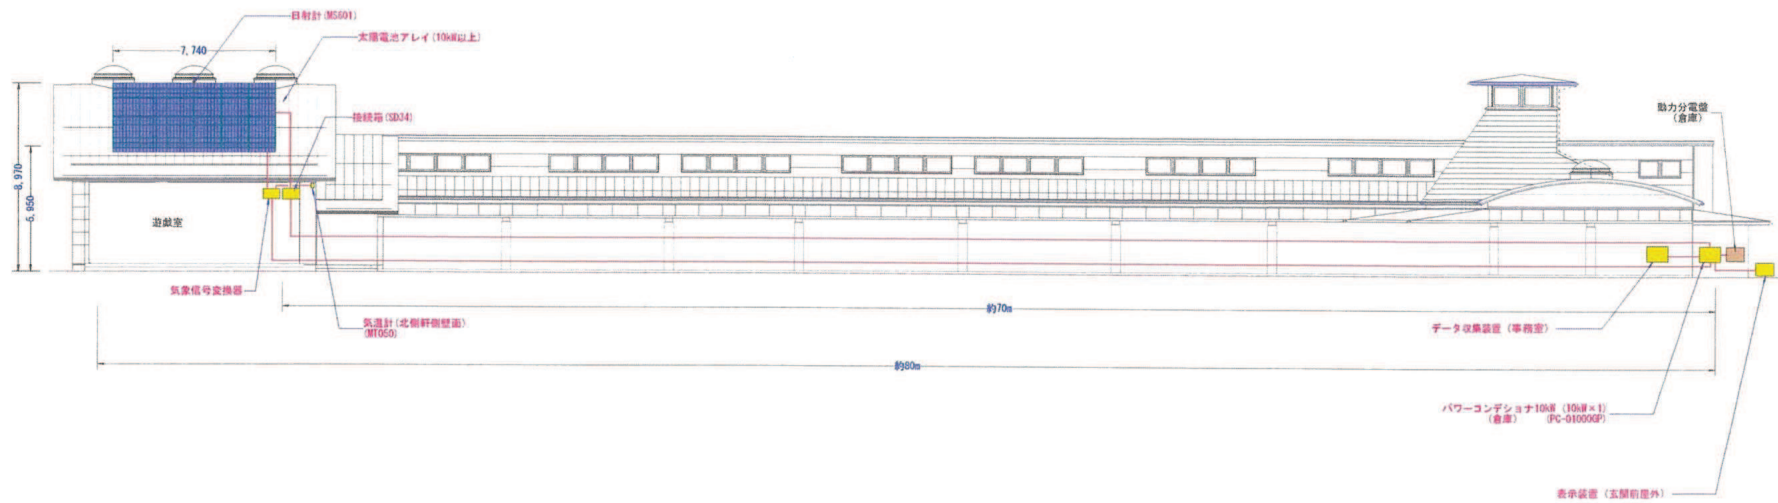 日射計(MS601)
太陽電池アレイ(10kW以上)
7,740
接続箱(SDJ4)
動力分電盤
(倉庫)
8,970
5,950
遊戯室
気象信号変換器
気温計(北側軒側壁面)
(MT060)
約70m
データ収集装置(事務室)
約80m
パワーコンデショナ10kW (10kW×1)
(倉庫)
表示装置(玄関前屋外)